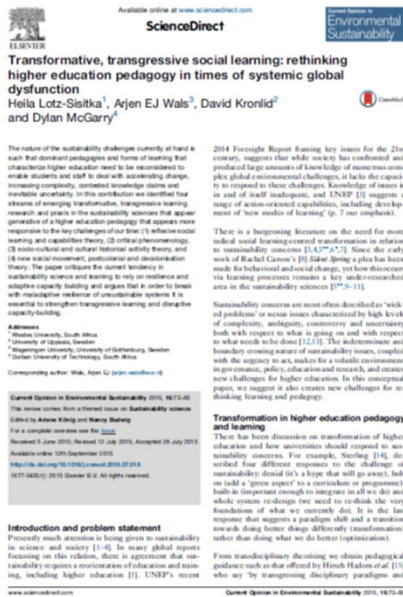 Available online at www.sciencedirect.com
ScienceDirect
Current Opinion in
Environmental
Sustainability
ELSEVIER
Transformative, transgressive social learning: rethinking
higher education pedagogy in times of systemic global
dysfunction
Heila Lotz-Sisitka1, Arjen EJ Wals3, David Kronlid2
and Dylan McGarry4
CrossMark
The nature of the sustainability challenges currently at hand is
such that dominant pedagogies and forms of learning that
characterize higher education need to be reconsidered to
enable students and staff to deal with accelerating change,
increasing complexity, contested knowledge claims and
inevitable uncertainty. In this contribution we identified four
streams of emerging transformative, transgressive learning
research and praxis in the sustainability sciences that appear
generative of a higher education pedagogy that appears more
responsive to the key challenges of our time: (1) reflexive social
learning and capabilities theory, (2) critical phenomenology,
(3) socio-cultural and cultural historical activity theory, and
(4) new social movement, postcolonial and decolonisation
theory. The paper critiques the current tendency in
sustainability science and learning to rely on resilience and
adaptive capacity building and argues that in order to break
with maladaptive resilience of unsustainable systems it is
essential to strengthen transgressive learning and disruptive
capacity-building.
Addresses
1 Rhodes University, South Africa
2 University of Uppsala, Sweden
3 Wageningen University, University of Gothenburg, Sweden
4 Durban University of Technology, South Africa
Corresponding author: Wals, Arjen EJ (arjen.wals@wur.nl)
Current Opinion in Environmental Sustainability 2015, 16:73–80
This review comes from a themed issue on Sustainability science
Edited by Ariane König and Nancy Budwig
For a complete overview see the Issue
Received 5 June 2015; Revised 12 July 2015; Accepted 29 July 2015
Available online 12th September 2015
http://dx.doi.org/10.1016/j.cosust.2015.07.018
1877-3435/© 2015 Elsevier B.V. All rights reserved.
Introduction and problem statement
Presently much attention is being given to sustainability
in science and society [1–4]. In many global reports
focussing on this relation, there is agreement that sus-
tainability requires a reorientation of education and train-
ing, including higher education [1]. UNEP's recent
2014 Foresight Report framing key issues for the 21st
century, suggests that while society has confronted and
produced large amounts of knowledge of numerous com-
plex global environmental challenges, it lacks the capaci-
ty to respond to these challenges. Knowledge of issues is
in and of itself inadequate, and UNEP [3] suggests
range of action-oriented capabilities, including develop-
ment of 'new modes of learning' (p. 7 our emphasis).
There is a burgeoning literature on the need for more
radical social learning-centred transformation in relation
to sustainability concerns
Since the early
work of Rachel Carson's [8] Silent Spring a plea has been
made for behavioural and social change, yet how this occurs
via learning processes remains a key under-researched
area in the sustainability sciences
Sustainability concerns are most often described as 'wick-
ed problems' or nexus issues characterized by high levels
of complexity, ambiguity, controversy and uncertainty
both with respect to what is going on and with respect
to what needs to be done [12,13]. The indeterminate and
boundary crossing nature of sustainability issues, coupled
with the urgency to act, makes for a volatile environment
in governance, policy, education and research, and creates
new challenges for higher education. In this conceptual
paper, we suggest it also creates new challenges for re-
thinking learning and pedagogy.
Transformation in higher education pedagogy
and learning
There has been discussion on transformation of higher
education and how universities should respond to sus-
tainability concerns. For example, Sterling [14], de-
scribed four different responses to the challenge of
sustainability: denial (it's a hype that will go away), bolt-
on (add a 'green aspect' to a curriculum or programme),
built-in (important enough to integrate in all we do) and
whole system re-design (we need to re-think the very
foundations of what we currently do). It is the last
response that suggests a paradigm shift and a transition
towards doing better things differently (transformation)
rather than doing what we do better (optimization).
From transdisciplinary theorising we obtain pedagogical
guidance such as that offered by Hirsch Hadorn et al. [15]
who say 'by transgressing disciplinary paradigms and
www.sciencedirect.com
Current Opinion in Environmental Sustainability 2015, 16:73–80